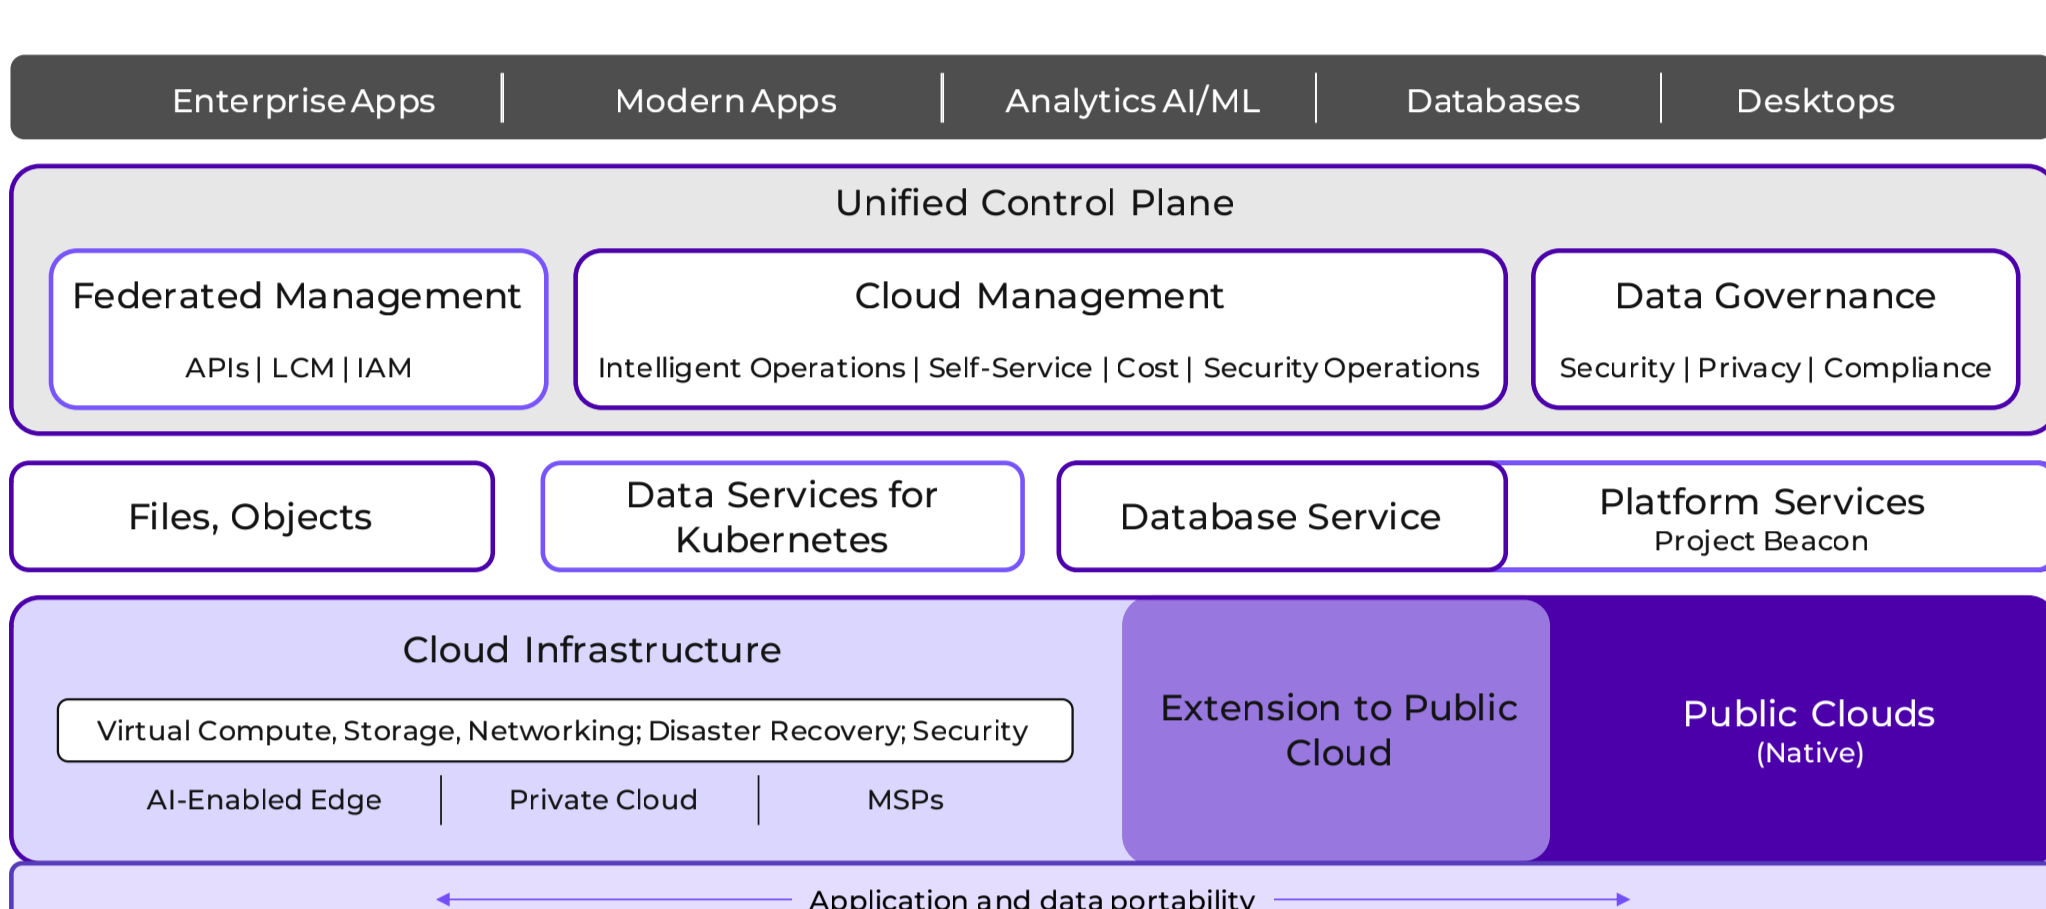 Enterprise Apps | Modern Apps | Analytics AI/ML | Databases | Desktops
Unified Control Plane
Federated Management
APIs | LCM | IAM
Cloud Management
Intelligent Operations | Self-Service | Cost | Security Operations
Data Governance
Security | Privacy | Compliance
Files, Objects
Data Services for
Kubernetes
Database Service
Platform Services
Project Beacon
Cloud Infrastructure
Virtual Compute, Storage, Networking; Disaster Recovery; Security
AI-Enabled Edge | Private Cloud | MSPs
Extension to Public
Cloud
Public Clouds
(Native)
Application and data portability